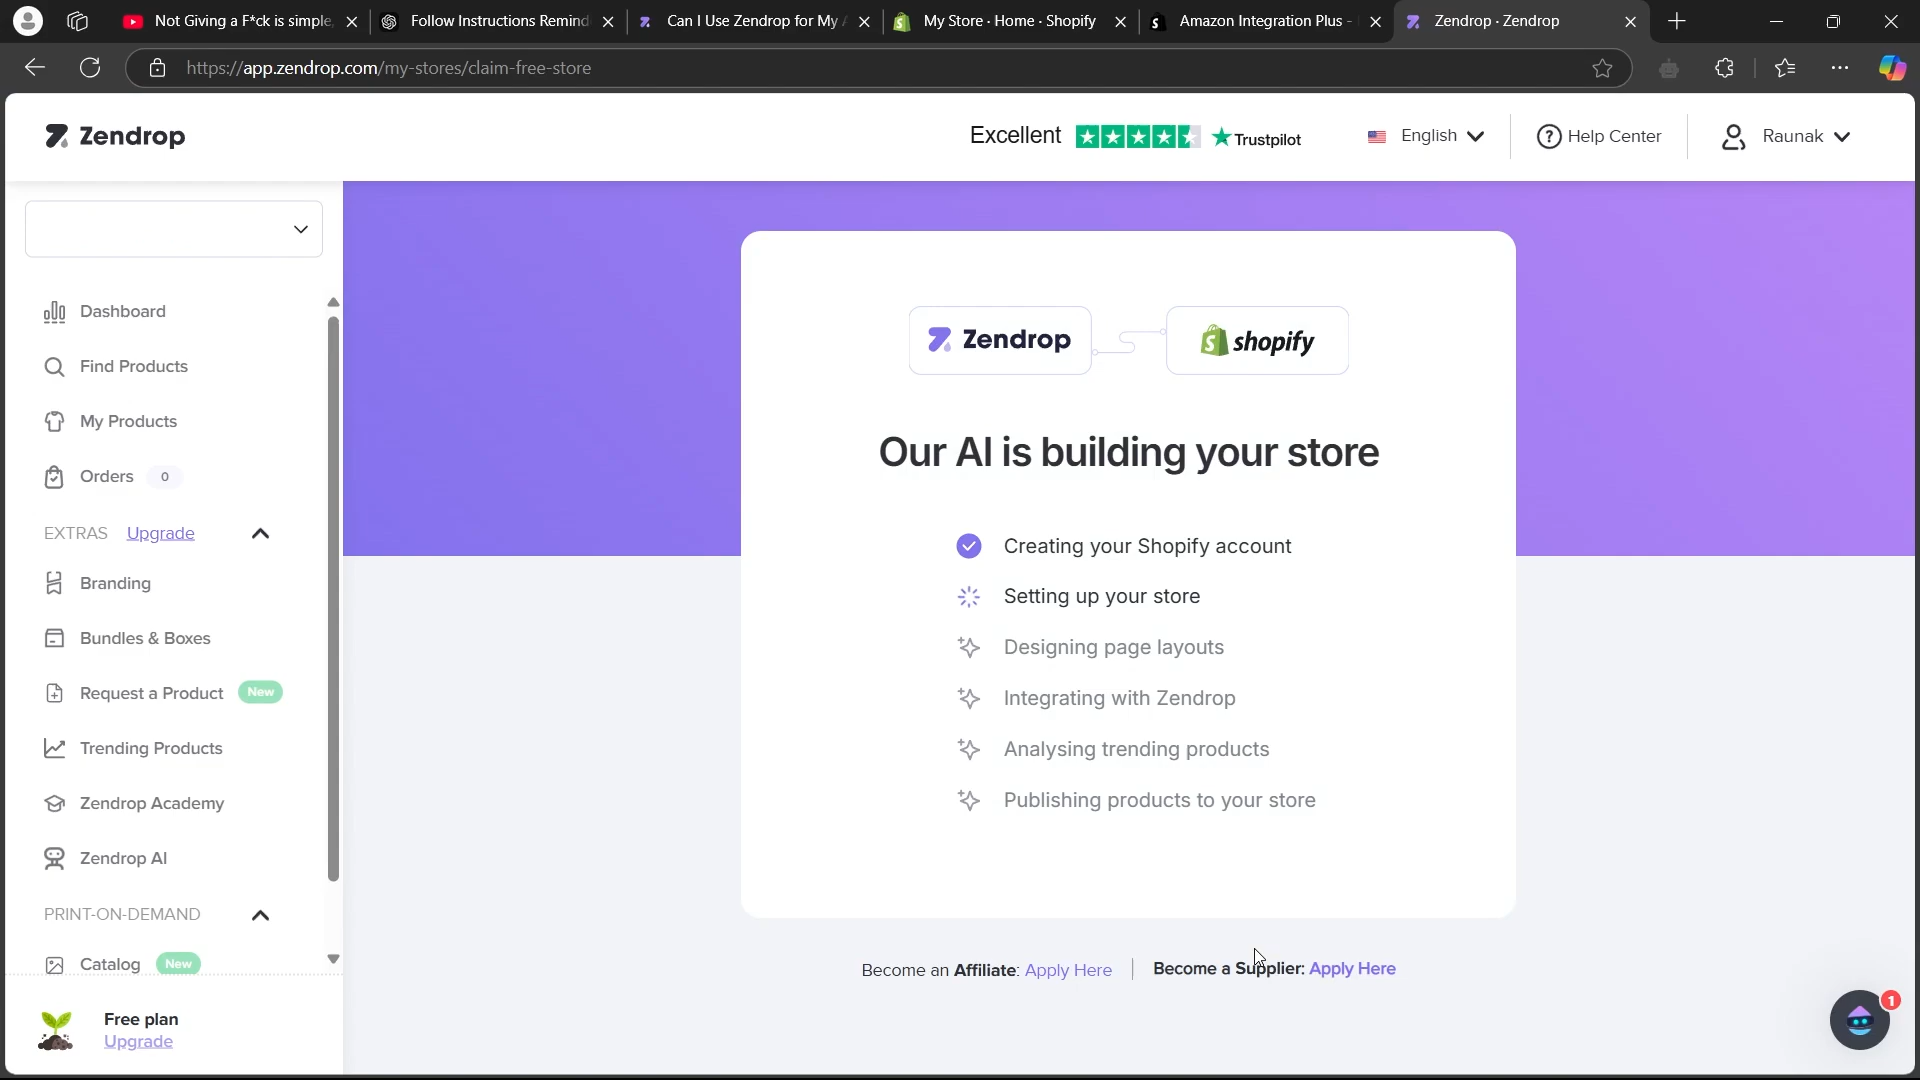 Not Giving a F*ck is simple,
Follow Instructions Remind
Can I Use Zendrop for My A
My Store · Home · Shopify
Amazon Integration Plus -
Zendrop · Zendrop
https://app.zendrop.com/my-stores/claim-free-store
Zendrop
Excellent
Trustpilot
English
Help Center
Raunak
Dashboard
Find Products
My Products
Orders 0
EXTRAS Upgrade
Branding
Bundles & Boxes
Request a Product New
Trending Products
Zendrop Academy
Zendrop AI
PRINT-ON-DEMAND
Catalog New
Free plan
Upgrade
Zendrop
shopify
Our AI is building your store
Creating your Shopify account
Setting up your store
Designing page layouts
Integrating with Zendrop
Analysing trending products
Publishing products to your store
Become an Affiliate: Apply Here
Become a Supplier: Apply Here
1